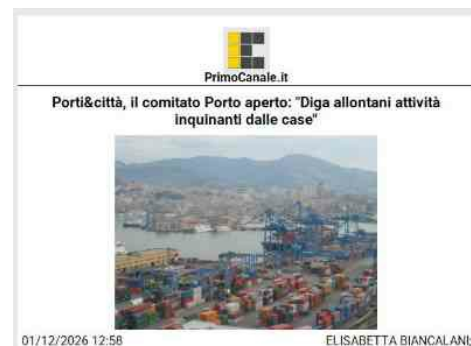 PrimoCanale.it
Porti&città, il comitato Porto aperto: "Diga allontani attività
inquinanti dalle case"
01/12/2026 12:58
ELISABETTA BIANCALANI